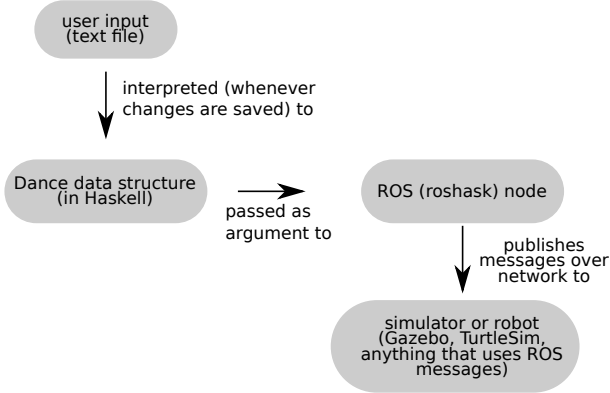 user input
(text file)
interpreted (whenever
changes are saved) to
Dance data structure
(in Haskell)
passed as
argument to
ROS (roshask) node
publishes
messages over
network to
simulator or robot
(Gazebo, TurtleSim,
anything that uses ROS
messages)